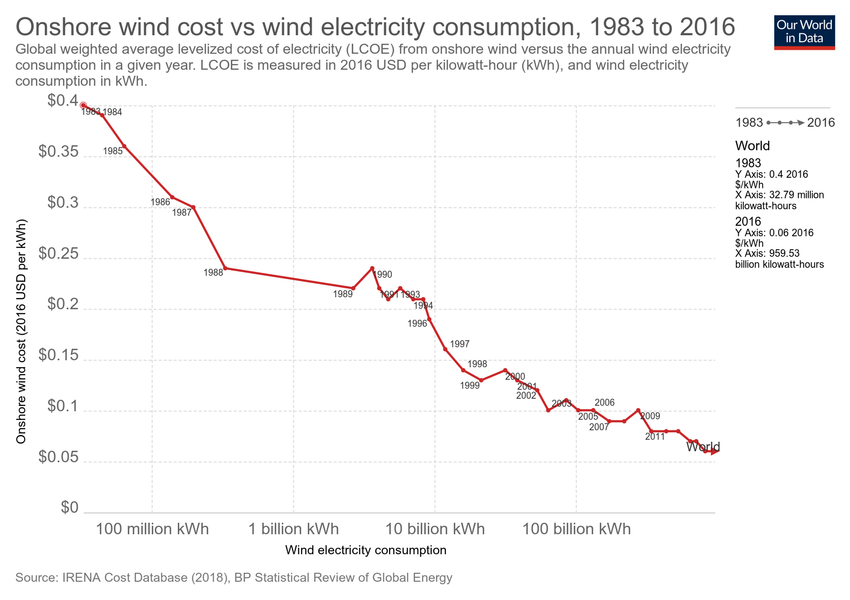 Onshore wind cost vs wind electricity consumption, 1983 to 2016
Our World
in Data
Global weighted average levelized cost of electricity (LCOE) from onshore wind versus the annual wind electricity
consumption in a given year. LCOE is measured in 2016 USD per kilowatt-hour (kWh), and wind electricity
consumption in kWh.
$0.4
$0.35
$0.3
$0.25
$0.2
$0.15
$0.1
$0.05
$0
Onshore wind cost (2016 USD per kWh)
1983
1984
1985
1986
1987
1988
1989
1990
1991
1993
1994
1996
1997
1998
1999
2000
2001
2002
2003
2005
2006
2007
2009
2011
World
100 million kWh
1 billion kWh
10 billion kWh
100 billion kWh
Wind electricity consumption
1983
2016
World
1983
Y Axis: 0.4 2016
$/kWh
X Axis: 32.79 million
kilowatt-hours
2016
Y Axis: 0.06 2016
$/kWh
X Axis: 959.53
billion kilowatt-hours
Source: IRENA Cost Database (2018), BP Statistical Review of Global Energy